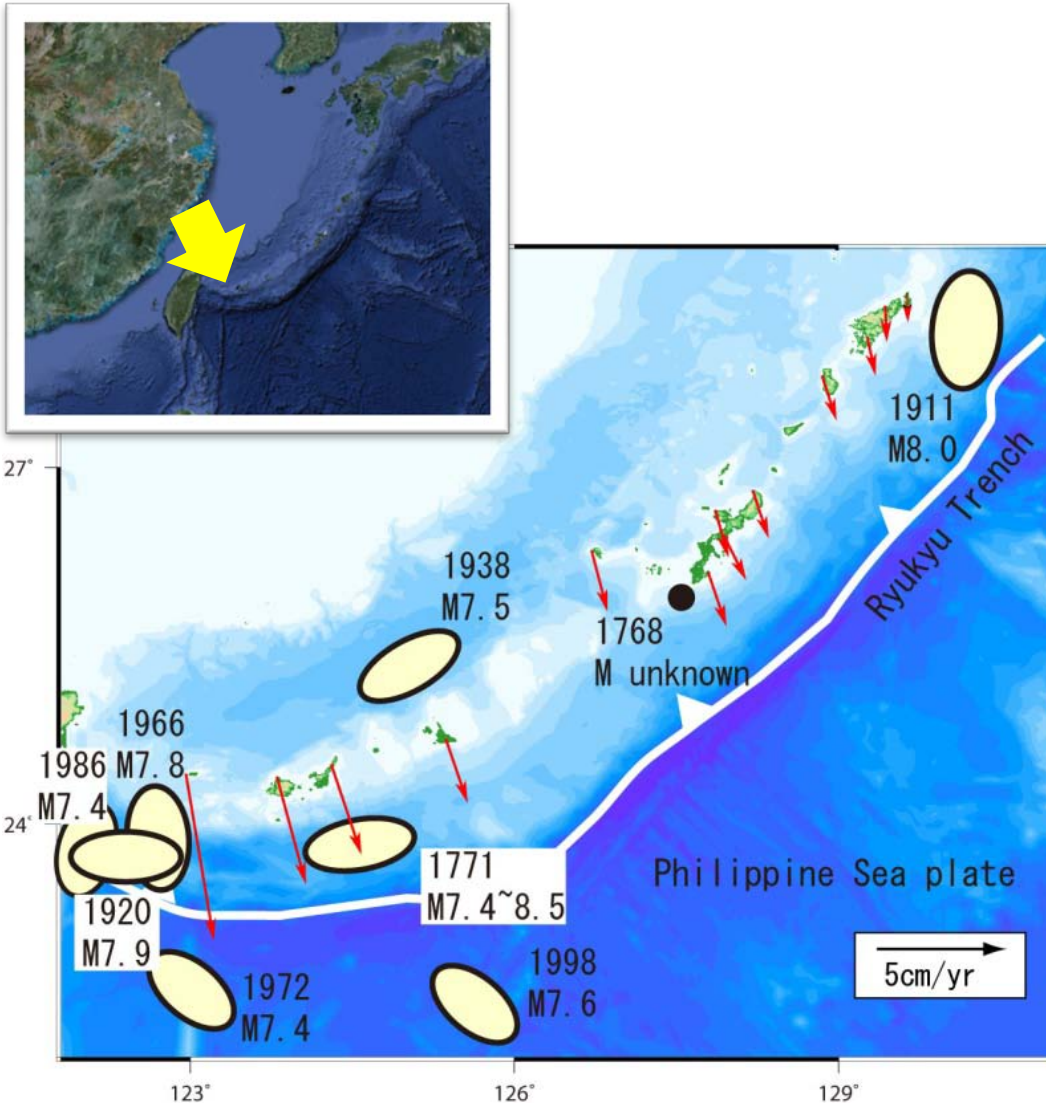 1911
M8.0
27°
Ryukyu Trench
1938
M7.5
1768
M unknown
1966
M7.8
1986
M7.4
24°
1771
M7.4~8.5
Philippine Sea plate
1920
M7.9
5cm/yr
1972
M7.4
1998
M7.6
123°
126°
129°